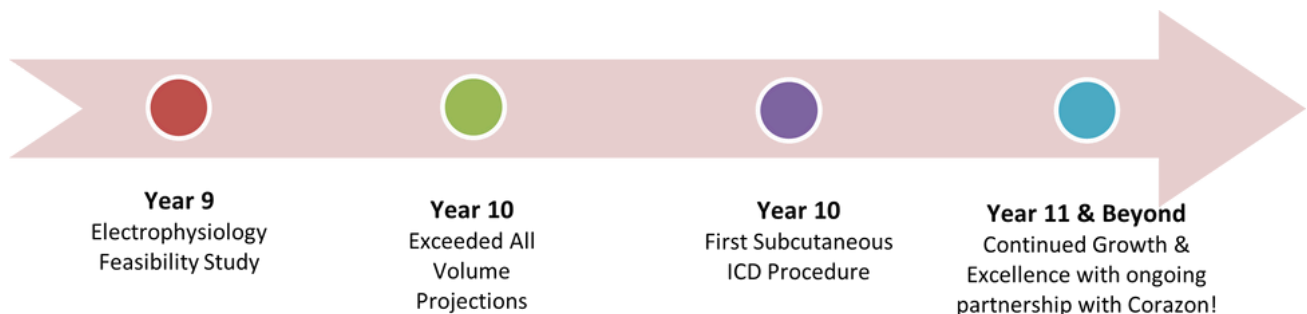 Year 9
Electrophysiology
Feasibility Study
Year 10
Exceeded All
Volume
Projections
Year 10
First Subcutaneous
ICD Procedure
Year 11 & Beyond
Continued Growth &
Excellence with ongoing
partnership with Corazon!